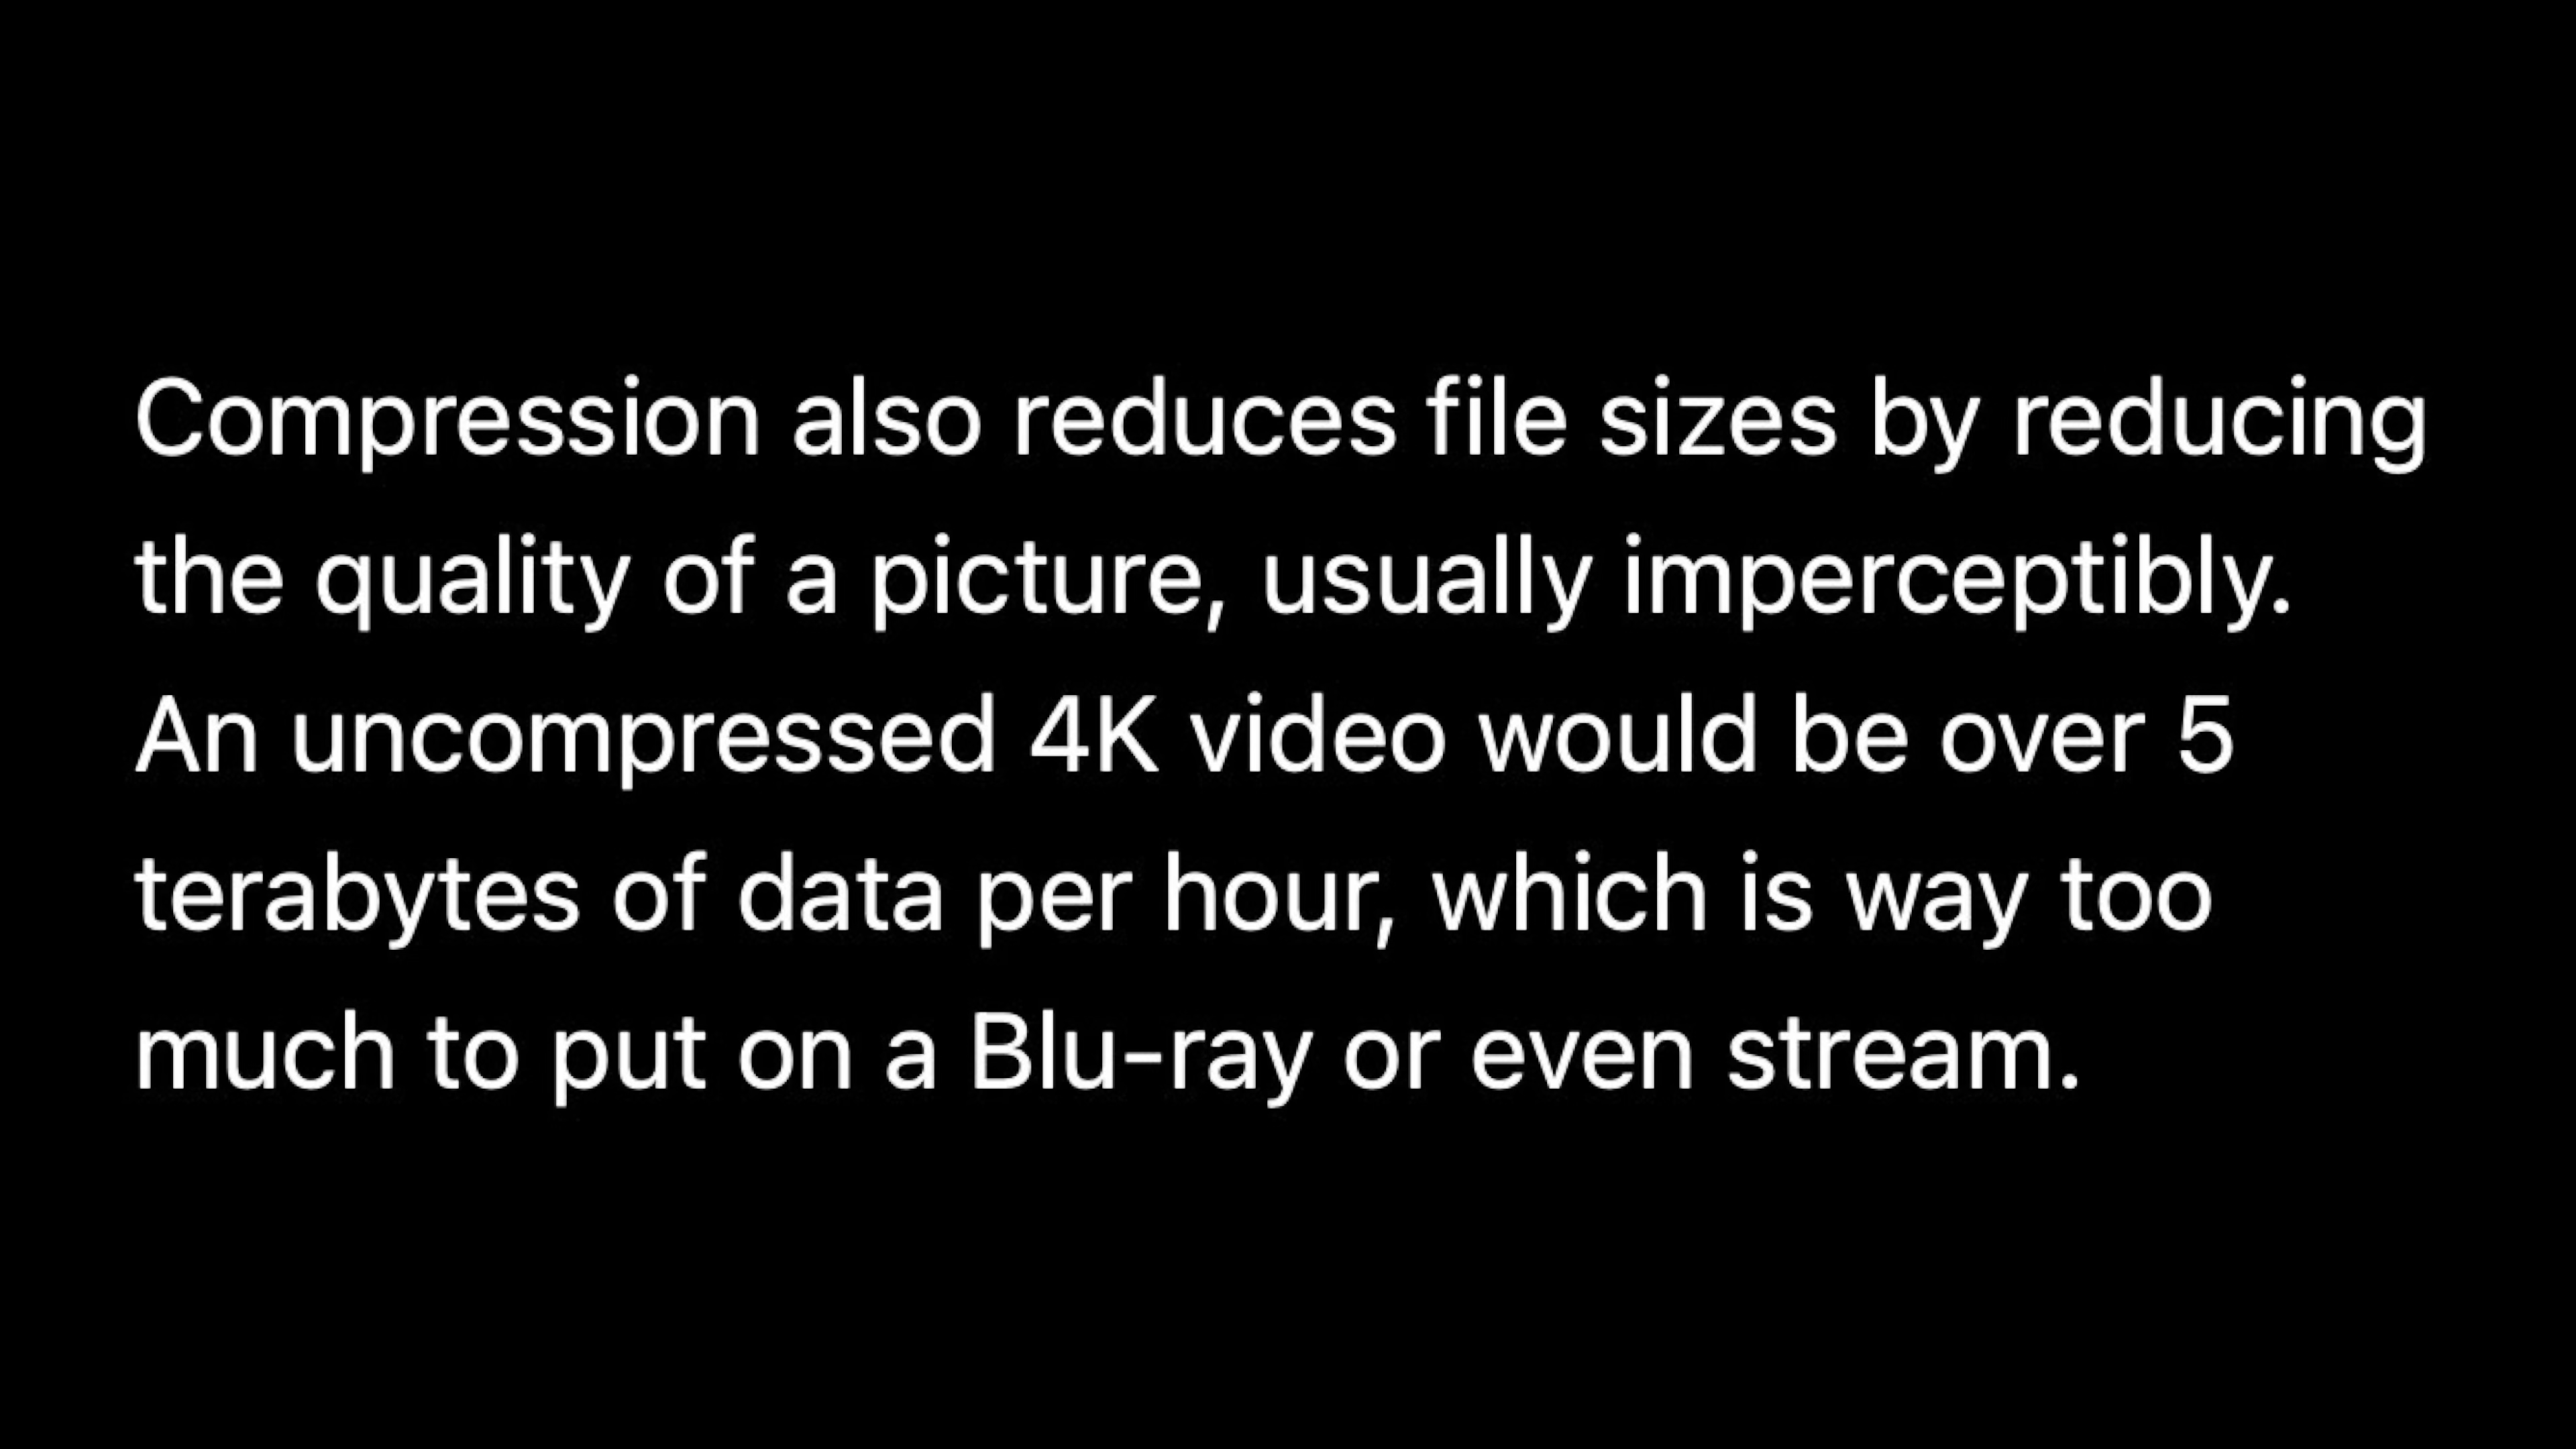 Compression also reduces file sizes by reducing
the quality of a picture, usually imperceptibly.
An uncompressed 4K video would be over 5
terabytes of data per hour, which is way too
much to put on a Blu-ray or even stream.